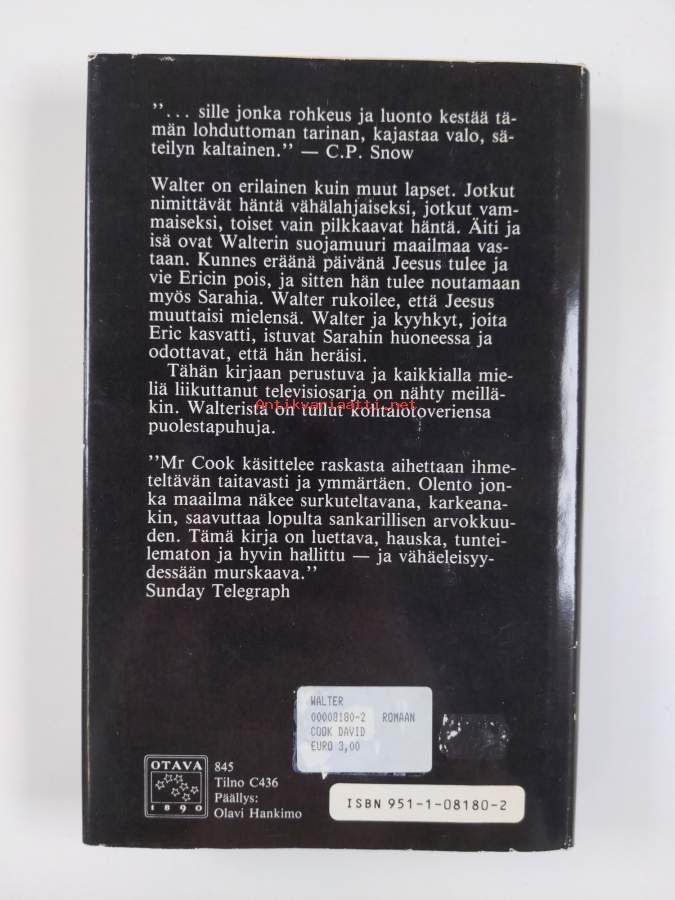 "... sille jonka rohkeus ja luonto kestää tä-
män lohduttoman tarinan, kajastaa valo, sä-
teilyn kaltainen." — C.P. Snow
Walter on erilainen kuin muut lapset. Jotkut
nimittävät häntä vähälahjaiseksi, jotkut vam-
maiseksi, toiset vain pilkkaavat häntä. Äiti ja
isä ovat Walterin suojamuuri maailmaa vas-
taan. Kunnes eräänä päivänä Jeesus tulee ja
vie Ericin pois, ja sitten hän tulee noutamaan
myös Sarahia. Walter rukoilee, että Jeesus
muuttaisi mielensä. Walter ja kyyhkyt, joita
Eric kasvatti, istuvat Sarahin huoneessa ja
odottavat, että hän heräisi.
Tähän kirjaan perustuva ja kaikkialla mie-
liä liikuttanut televisiosarja on nähty meillä-
kin. Walterista on tullut kohtalotoveriensa
Antikvariaatti.net
puolestapuhuja.
"Mr Cook käsittelee raskasta aihettaan ihme-
teltävän taitavasti ja ymmärtäen. Olento jon-
ka maailma näkee surkuteltavana, karkeana-
kin, saavuttaa lopulta sankarillisen arvokkuu-
den. Tämä kirja on luettava, hauska, tuntei-
lematon ja hyvin hallittu — ja vähäeleisyy-
dessään murskaava."
Sunday Telegraph
WALTER
00008180-2 ROMAAN
COOK DAVID
EURO 3,00
OTAVA
1890
845
Tilno C436
Päällys:
Olavi Hankimo
ISBN 951-1-08180-2